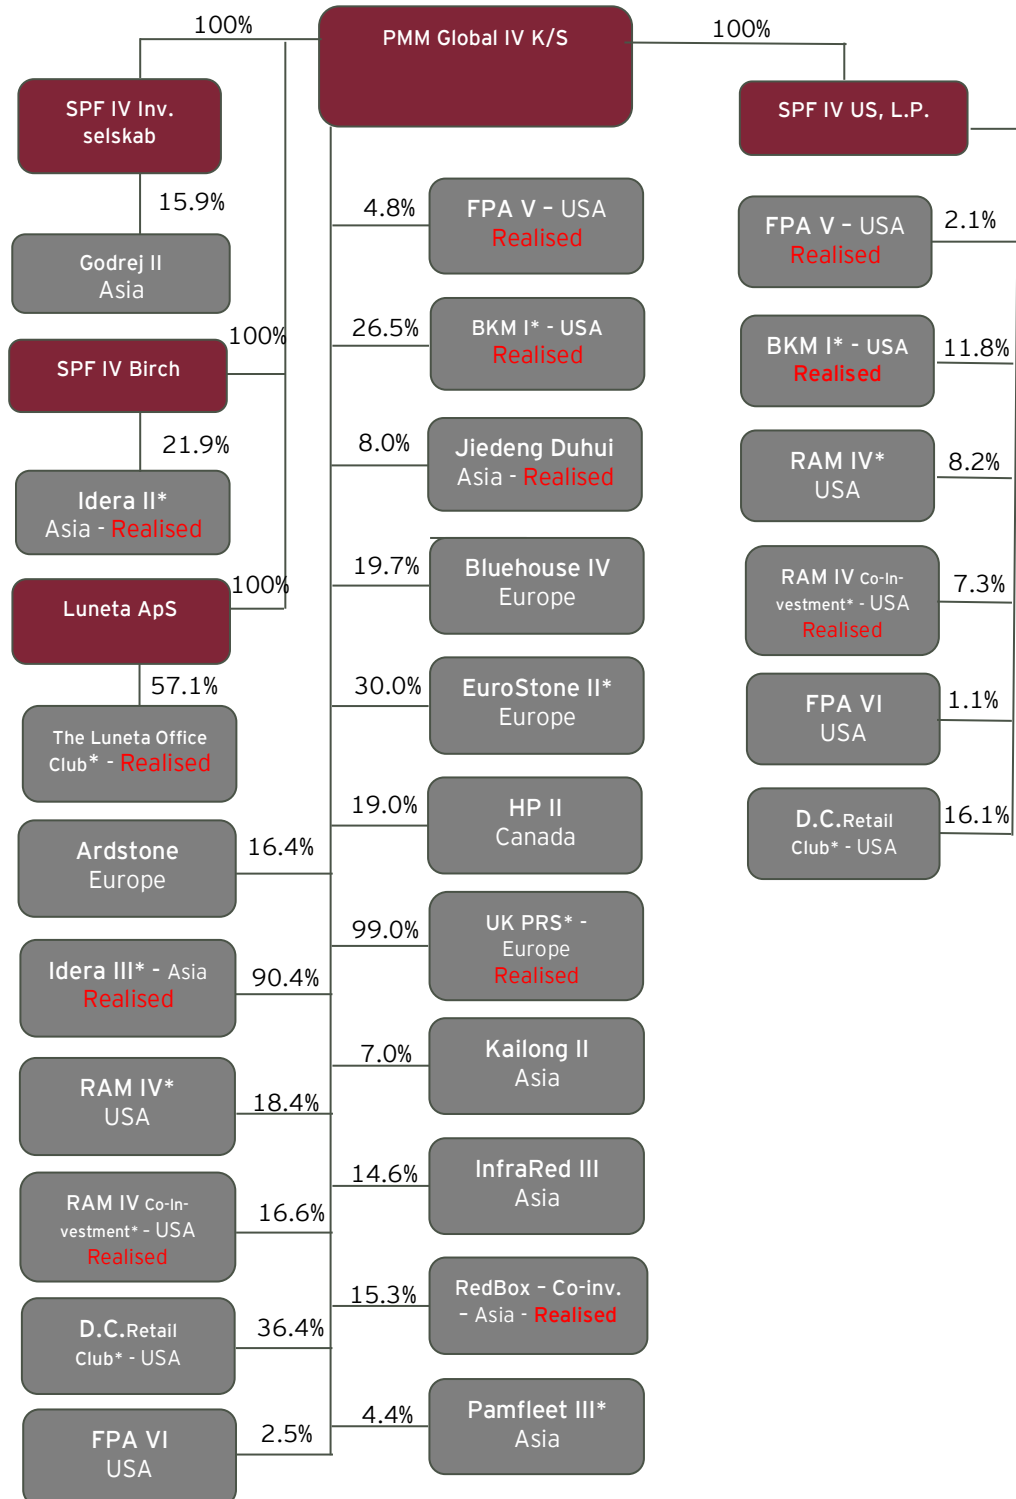 100%
PMM Global IV K/S
100%
SPF IV Inv.
selskab
SPF IV US, L.P.
15.9%
Godrej II
Asia
100%
SPF IV Birch
21.9%
Idera II*
Asia - Realised
100%
Luneta ApS
57.1%
The Luneta Office
Club* - Realised
Ardstone
Europe
16.4%
Idera III* - Asia
Realised
90.4%
RAM IV*
USA
18.4%
RAM IV Co-In-
vestment* - USA
Realised
16.6%
D.C.Retail
Club* - USA
36.4%
FPA VI
USA
2.5%
4.8%
FPA V – USA
Realised
26.5%
BKM I* - USA
Realised
8.0%
Jiedeng Duhui
Asia - Realised
19.7%
Bluehouse IV
Europe
30.0%
EuroStone II*
Europe
19.0%
HP II
Canada
99.0%
UK PRS* -
Europe
Realised
7.0%
Kailong II
Asia
14.6%
InfraRed III
Asia
15.3%
RedBox – Co-inv.
– Asia - Realised
4.4%
Pamfleet III*
Asia
FPA V – USA
Realised
2.1%
BKM I* - USA
Realised
11.8%
RAM IV*
USA
8.2%
RAM IV Co-In-
vestment* - USA
Realised
7.3%
FPA VI
USA
1.1%
D.C.Retail
Club* - USA
16.1%